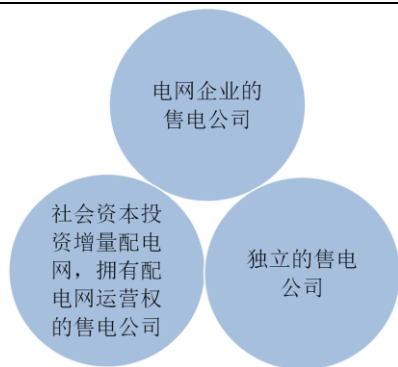 电网企业的
售电公司
社会资本投
资增量配电
网，拥有配
电网运营权
的售电公司
独立的售电
公司